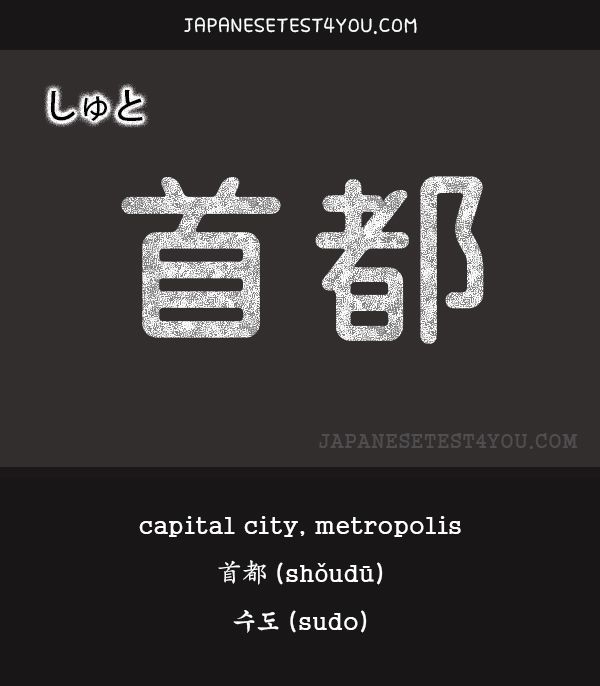 JAPANESETEST4YOU.COM
しゅと
首都
JAPANESETEST4YOU.COM
capital city, metropolis
首都 (shǒudū)
수도 (sudo)